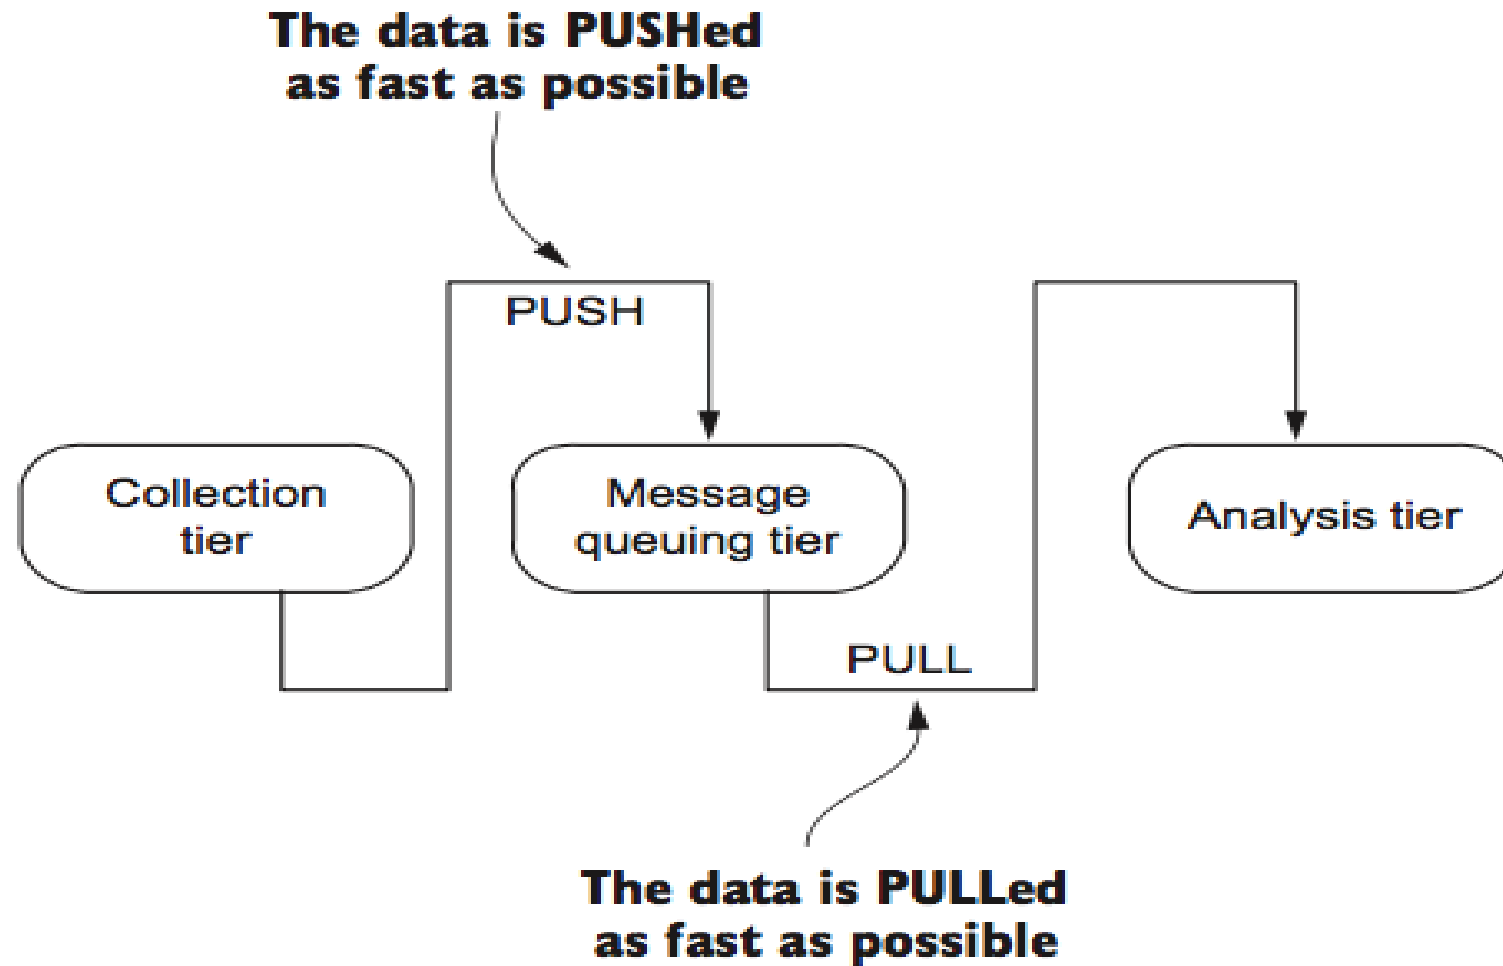 The data is PUSHed
as fast as possible
PUSH
Collection
tier
Message
queuing tier
Analysis tier
PULL
The data is PULLed
as fast as possible